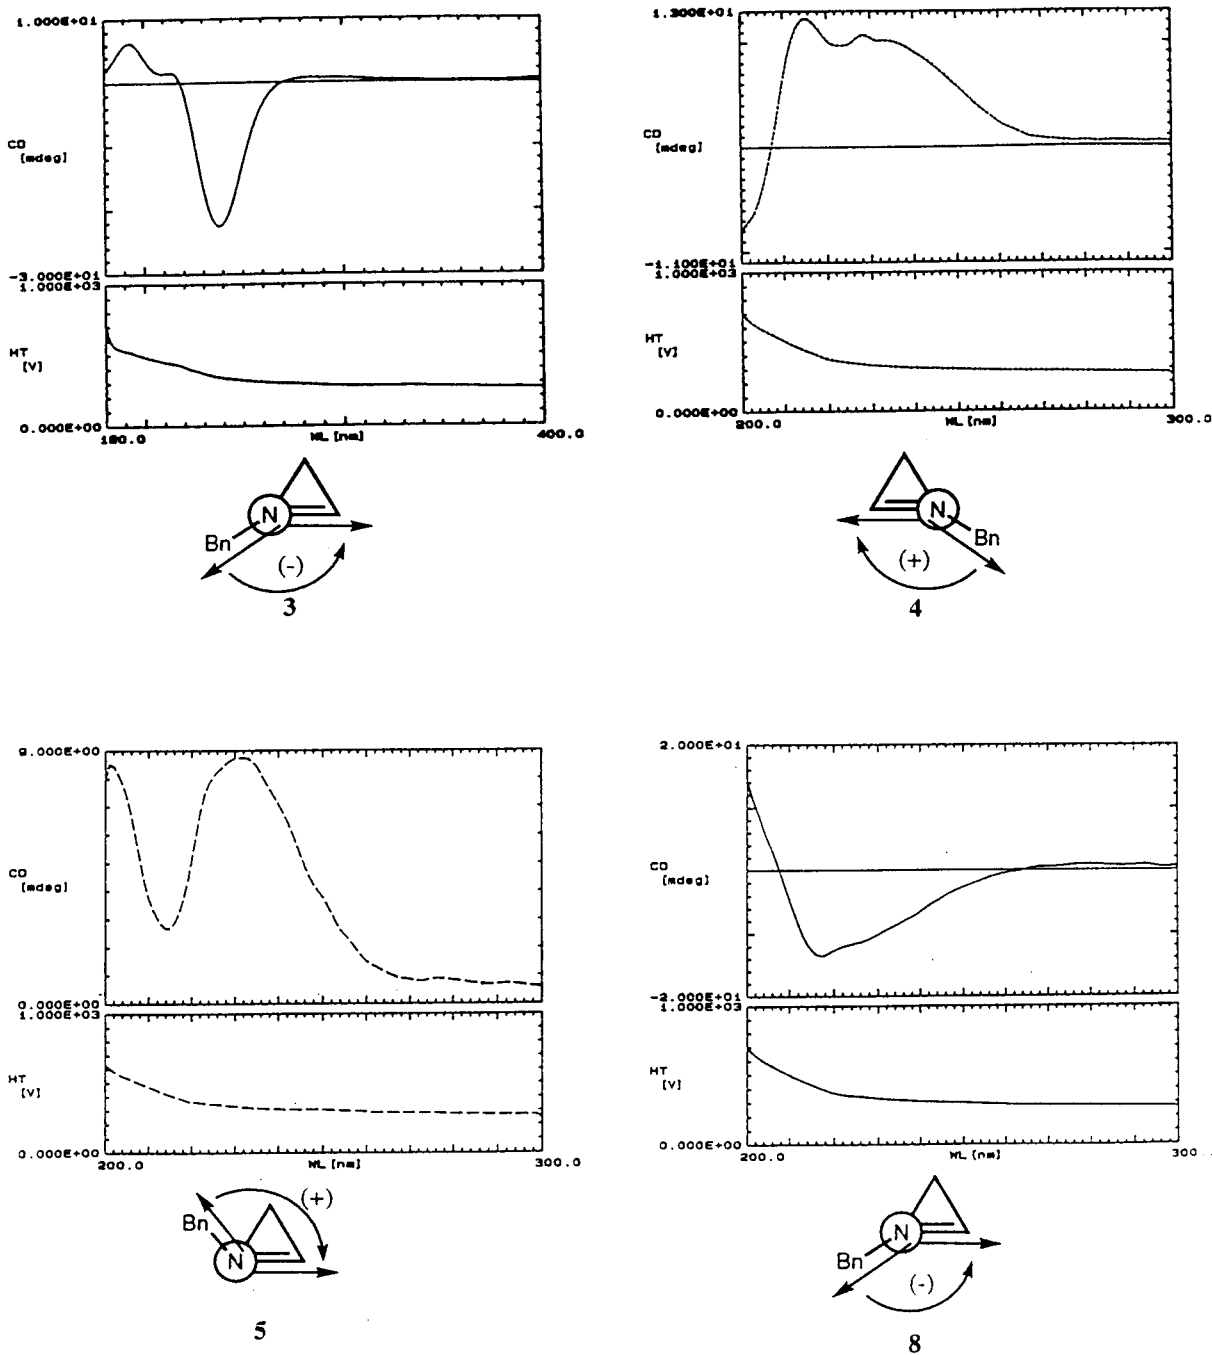 1.000E+01
CD
[mdeg]
-3.000E+01
1.000E+03
HT
[V]
0.000E+00
180.0 WL [nm] 400.0
N
Bn
(-)
3
1.300E+01
CD
[mdeg]
-1.100E+01
1.000E+03
HT
[V]
0.000E+00
200.0 WL [nm] 300.0
N
Bn
(+)
4
9.000E+00
CD
[mdeg]
0.000E+00
1.000E+03
HT
[V]
0.000E+00
200.0 WL [nm] 300.0
(+)
Bn
N
5
2.000E+01
CD
[mdeg]
-2.000E+01
1.000E+03
HT
[V]
0.000E+00
200.0 WL [nm] 300.
N
Bn
(-)
8